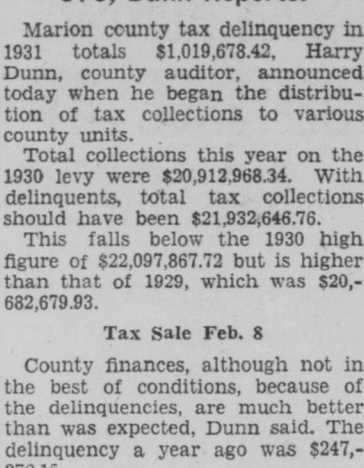 Marion county tax delinquency in
1931 totals $1,019,678.42, Harry
Dunn, county auditor, announced
today when he began the distribu-
tion of tax collections to various
county units.
Total collections this year on the
1930 levy were $20,912,968.34. With
delinquents, total tax collections
should have been $21,932,646.76.
This falls below the 1930 high
figure of $22,097,867.72 but is higher
than that of 1929, which was $20,-
682,679.93.
Tax Sale Feb. 8
County finances, although not in
the best of conditions, because of
the delinquencies, are much better
than was expected, Dunn said. The
delinquency a year ago was $247,-